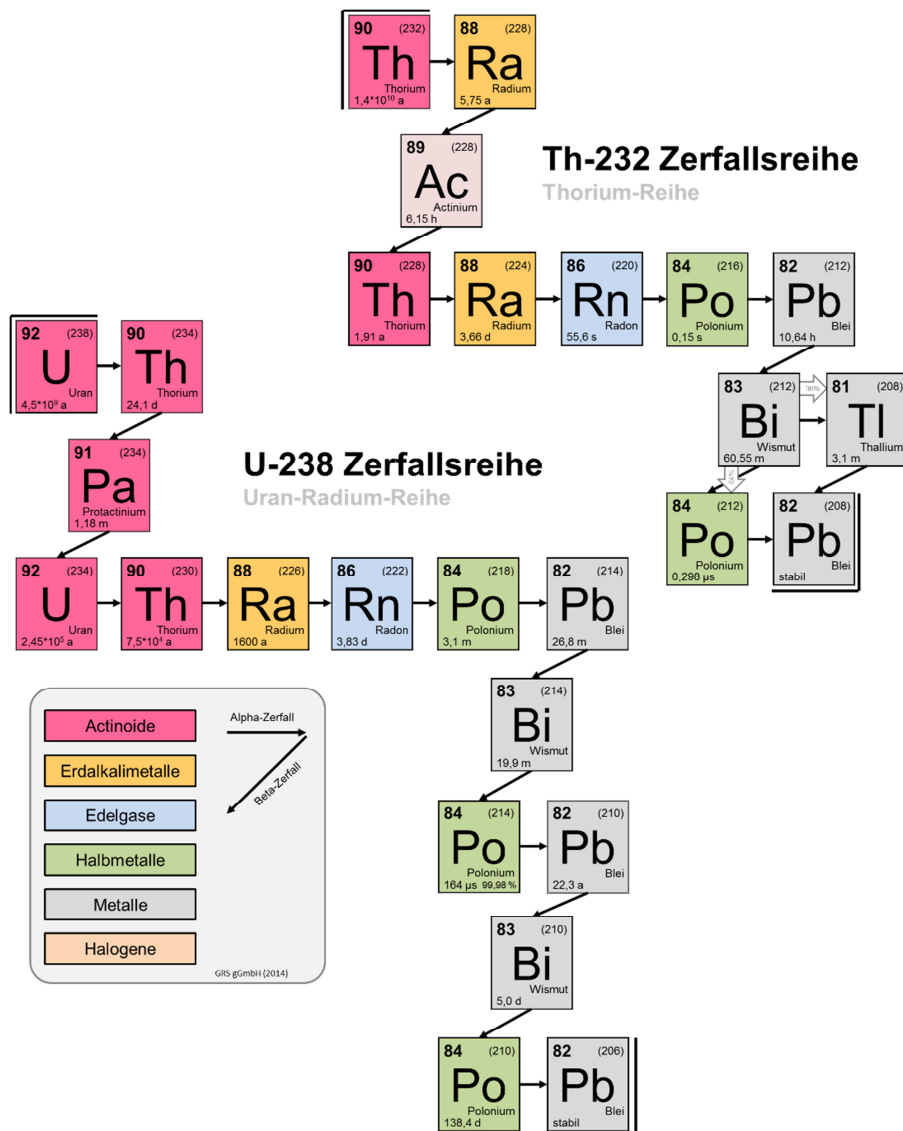 90 (232)
Th
Thorium
1,4*10¹⁰ a
88 (228)
Ra
Radium
5,75 a
89 (228)
Ac
Actinium
6,15 h
Th-232 Zerfallsreihe
Thorium-Reihe
90 (228)
Th
Thorium
1,91 a
88 (224)
Ra
Radium
3,66 d
86 (220)
Rn
Radon
55,6 s
84 (216)
Po
Polonium
0,15 s
82 (212)
Pb
Blei
10,64 h
83 (212)
Bi
Wismut
60,55 m
36%
64%
81 (208)
Tl
Thallium
3,1 m
84 (212)
Po
Polonium
0,298 µs
82 (208)
Pb
Blei
stabil
92 (238)
U
Uran
4,5*10⁹ a
90 (234)
Th
Thorium
24,1 d
91 (234)
Pa
Protactinium
1,18 m
U-238 Zerfallsreihe
Uran-Radium-Reihe
92 (234)
U
Uran
2,45*10⁵ a
90 (230)
Th
Thorium
7,5*10⁴ a
88 (226)
Ra
Radium
1600 a
86 (222)
Rn
Radon
3,83 d
84 (218)
Po
Polonium
3,1 m
82 (214)
Pb
Blei
26,8 m
83 (214)
Bi
Wismut
19,9 m
84 (214)
Po
Polonium
164 µs 99,98 %
82 (210)
Pb
Blei
22,3 a
83 (210)
Bi
Wismut
5,0 d
84 (210)
Po
Polonium
138,4 d
82 (206)
Pb
Blei
stabil
Actinoide
Erdalkalimetalle
Edelgase
Halbmetalle
Metalle
Halogene
Alpha-Zerfall
Beta-Zerfall
GRS gGmbH (2014)